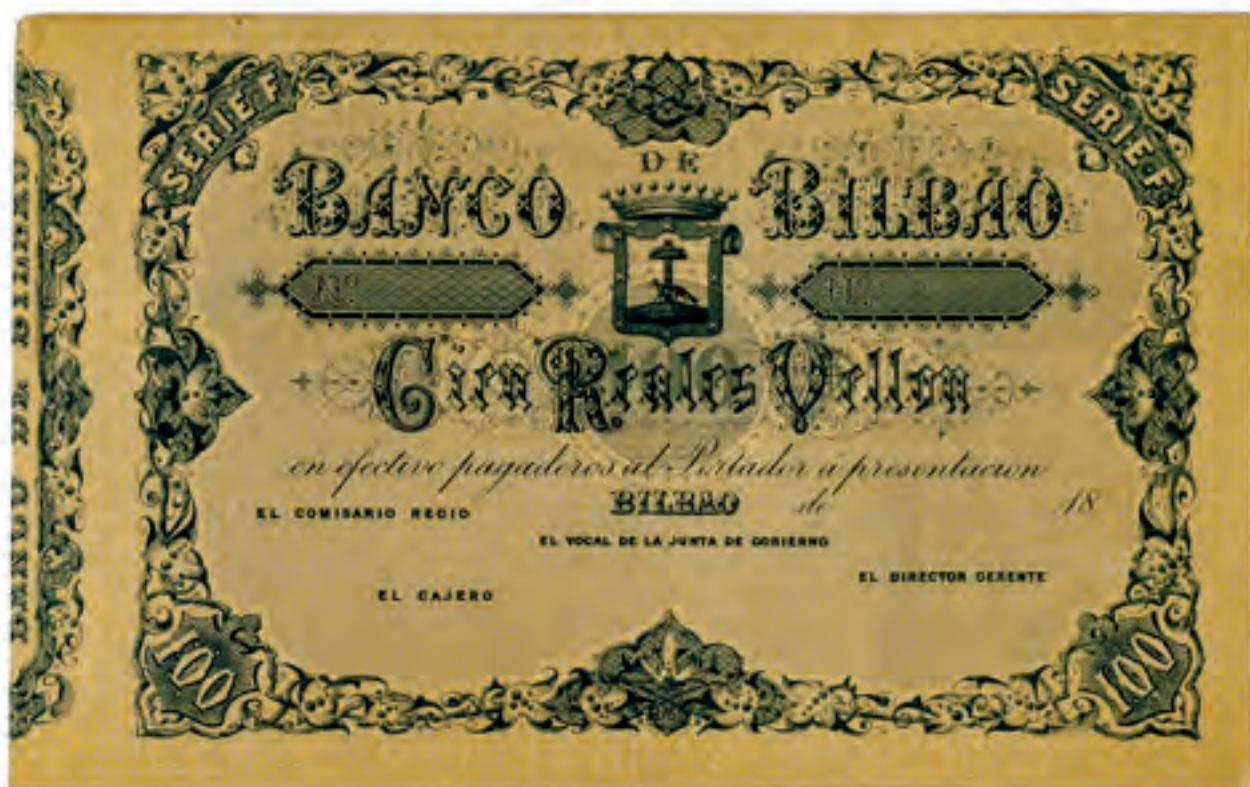 SERIE F
SERIE F
BANCO DE BILBAO
Nº Nº
Cien Reales Vellon
en efectivo pagaderos al Portador a presentacion
BILBAO de 18
EL COMISARIO REGIO
EL VOCAL DE LA JUNTA DE GOBIERNO
EL DIRECTOR GERENTE
EL CAJERO
100
100
BANCO DE BILBAO